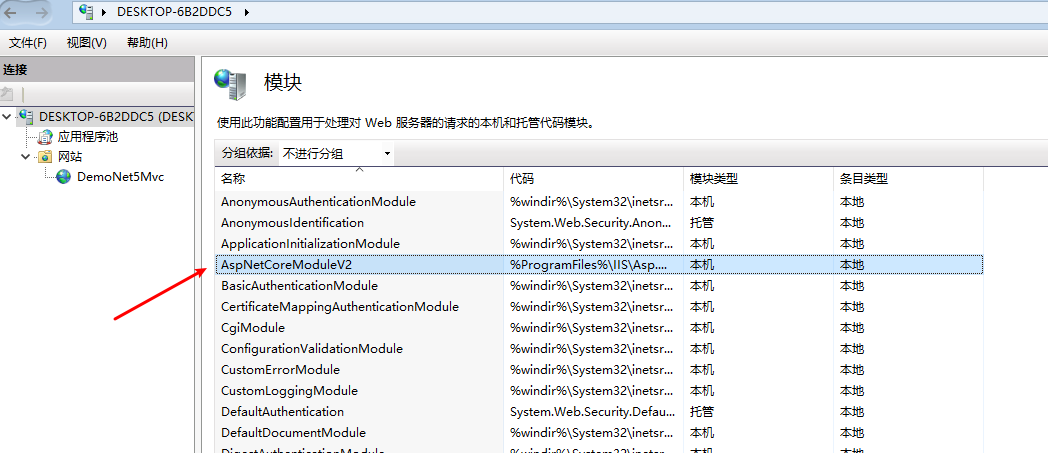 DESKTOP-6B2DDC5
文件(F) 视图(V) 帮助(H)
连接
DESKTOP-6B2DDC5 (DESK
应用程序池
网站
DemoNet5Mvc
模块
使用此功能配置用于处理对 Web 服务器的请求的本机和托管代码模块。
分组依据: 不进行分组
名称 代码 模块类型 条目类型
AnonymousAuthenticationModule %windir%\System32\inetsr... 本机 本地
AnonymousIdentification System.Web.Security.Anon... 托管 本地
ApplicationInitializationModule %windir%\System32\inetsr... 本机 本地
AspNetCoreModuleV2 %ProgramFiles%\IIS\Asp.... 本机 本地
BasicAuthenticationModule %windir%\System32\inetsr... 本机 本地
CertificateMappingAuthenticationModule %windir%\System32\inetsr... 本机 本地
CgiModule %windir%\System32\inetsr... 本机 本地
ConfigurationValidationModule %windir%\System32\inetsr... 本机 本地
CustomErrorModule %windir%\System32\inetsr... 本机 本地
CustomLoggingModule %windir%\System32\inetsr... 本机 本地
DefaultAuthentication System.Web.Security.Defau... 托管 本地
DefaultDocumentModule %windir%\System32\inetsr... 本机 本地
DigestAuthenticationModule %windir%\System32\inetsr... 本机 本地